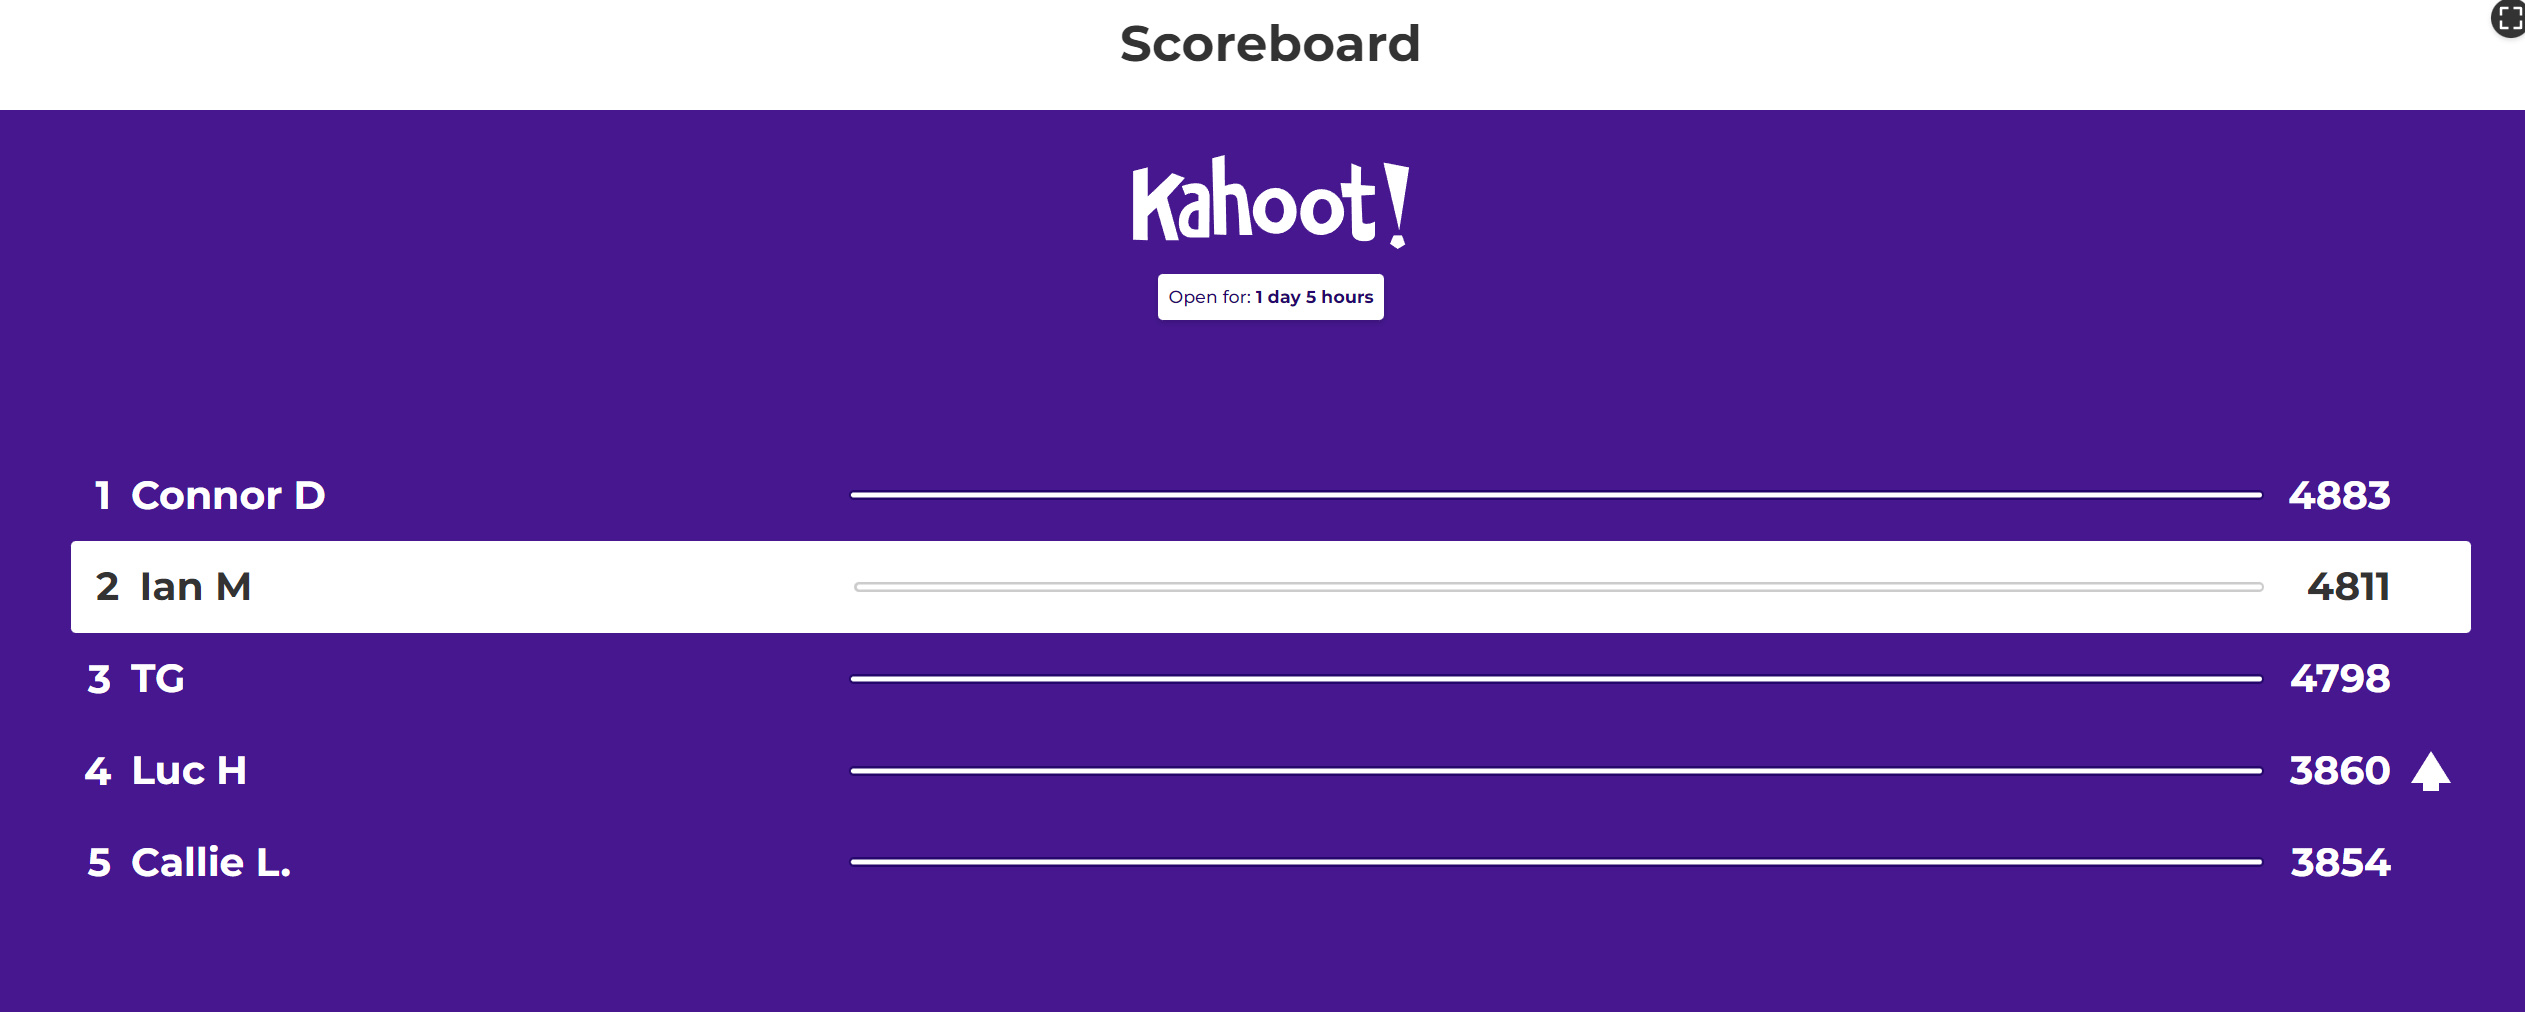 Scoreboard
Kahoot!
Open for: 1 day 5 hours
1 Connor D 4883
2 Ian M 4811
3 TG 4798
4 Luc H 3860
5 Callie L. 3854